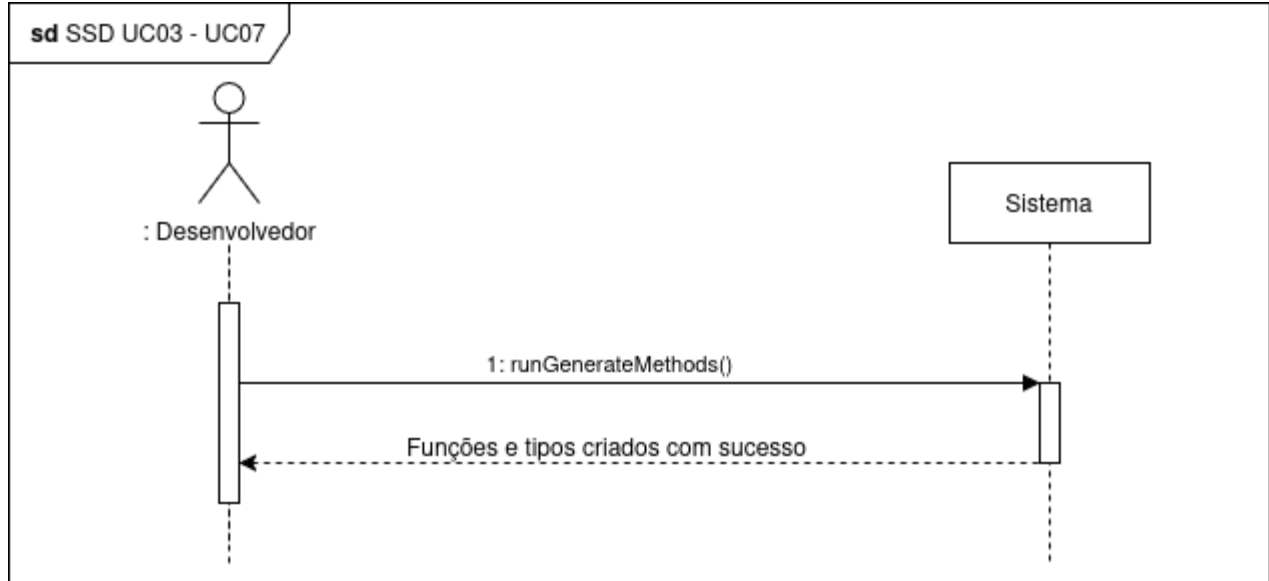 sd SSD UC03 - UC07
: Desenvolvedor
Sistema
1: runGenerateMethods()
Funções e tipos criados com sucesso